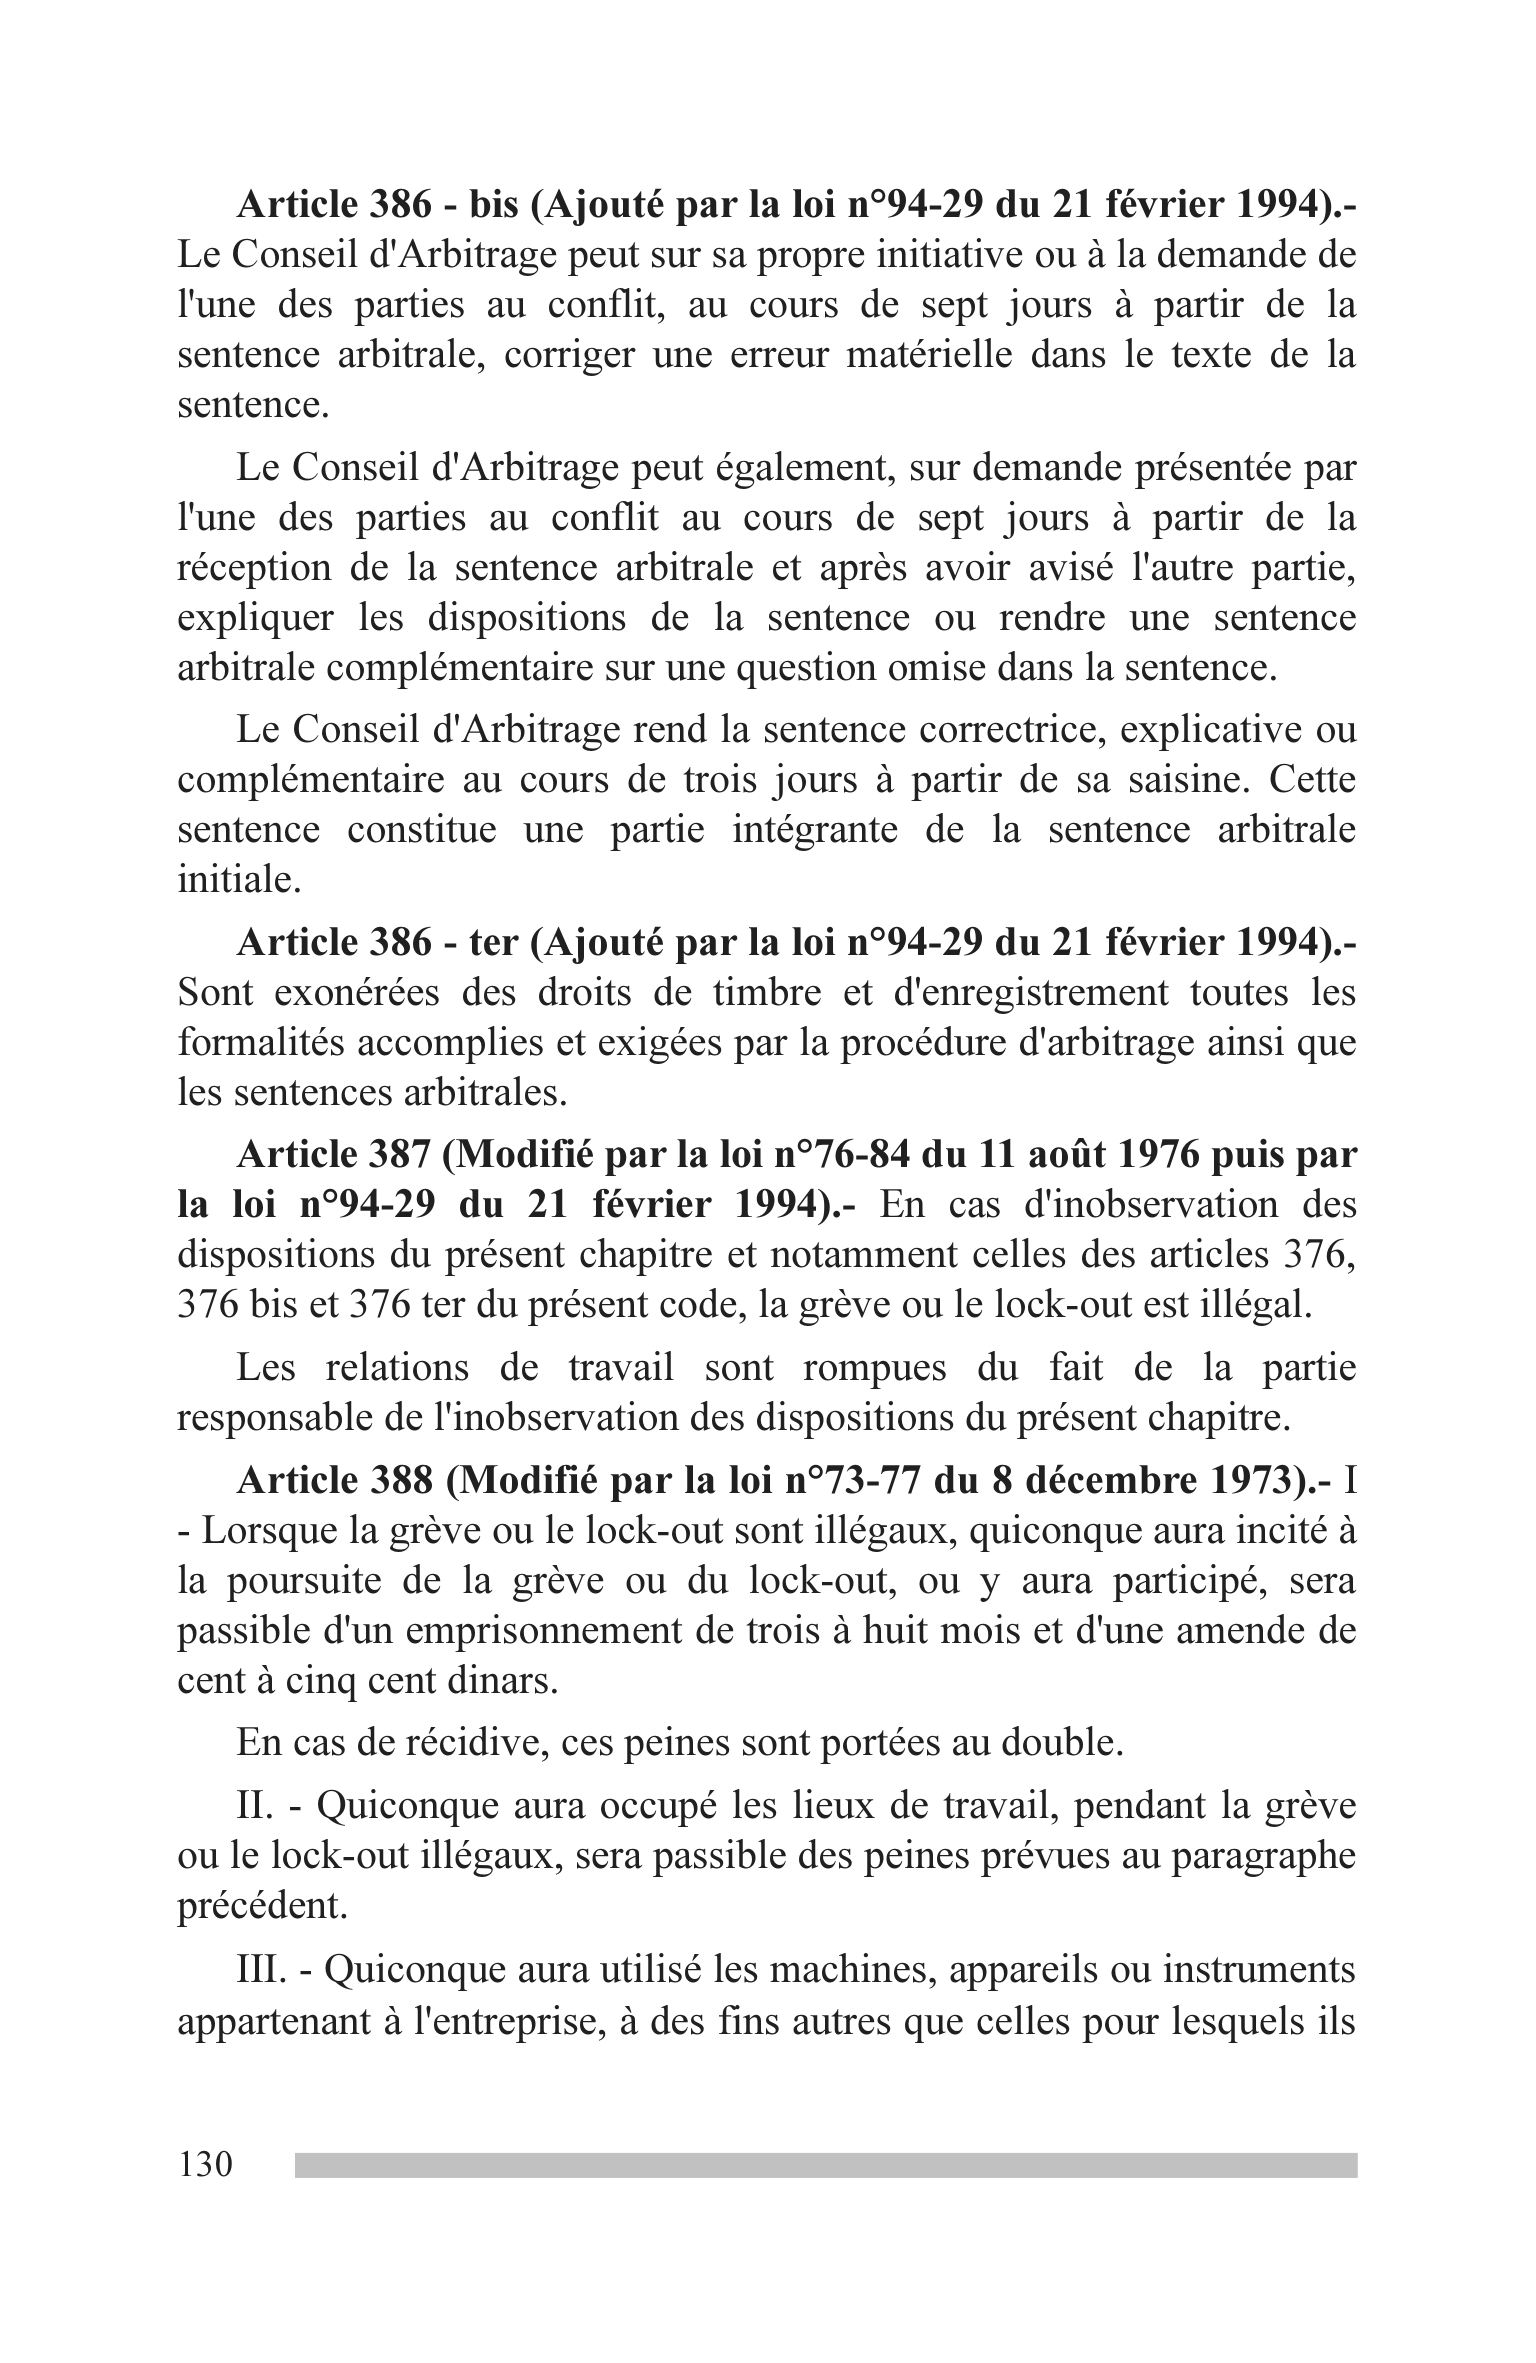 Article 386 - bis (Ajouté par la loi n°94-29 du 21 février 1994).-
Le Conseil d'Arbitrage peut sur sa propre initiative ou à la demande de
l'une des parties au conflit, au cours de sept jours à partir de la
sentence arbitrale, corriger une erreur matérielle dans le texte de la
sentence.
Le Conseil d'Arbitrage peut également, sur demande présentée par
l'une des parties au conflit au cours de sept jours à partir de la
réception de la sentence arbitrale et après avoir avisé l'autre partie,
expliquer les dispositions de la sentence ou rendre une sentence
arbitrale complémentaire sur une question omise dans la sentence.
Le Conseil d'Arbitrage rend la sentence correctrice, explicative ou
complémentaire au cours de trois jours à partir de sa saisine. Cette
sentence constitue une partie intégrante de la sentence arbitrale
initiale.
Article 386 - ter (Ajouté par la loi n°94-29 du 21 février 1994).-
Sont exonérées des droits de timbre et d'enregistrement toutes les
formalités accomplies et exigées par la procédure d'arbitrage ainsi que
les sentences arbitrales.
Article 387 (Modifié par la loi n°76-84 du 11 août 1976 puis par
la loi n°94-29 du 21 février 1994).- En cas d'inobservation des
dispositions du présent chapitre et notamment celles des articles 376,
376 bis et 376 ter du présent code, la grève ou le lock-out est illégal.
Les relations de travail sont rompues du fait de la partie
responsable de l'inobservation des dispositions du présent chapitre.
Article 388 (Modifié par la loi n°73-77 du 8 décembre 1973).- I
- Lorsque la grève ou le lock-out sont illégaux, quiconque aura incité à
la poursuite de la grève ou du lock-out, ou y aura participé, sera
passible d'un emprisonnement de trois à huit mois et d'une amende de
cent à cinq cent dinars.
En cas de récidive, ces peines sont portées au double.
II. - Quiconque aura occupé les lieux de travail, pendant la grève
ou le lock-out illégaux, sera passible des peines prévues au paragraphe
précédent.
III. - Quiconque aura utilisé les machines, appareils ou instruments
appartenant à l'entreprise, à des fins autres que celles pour lesquels ils
130